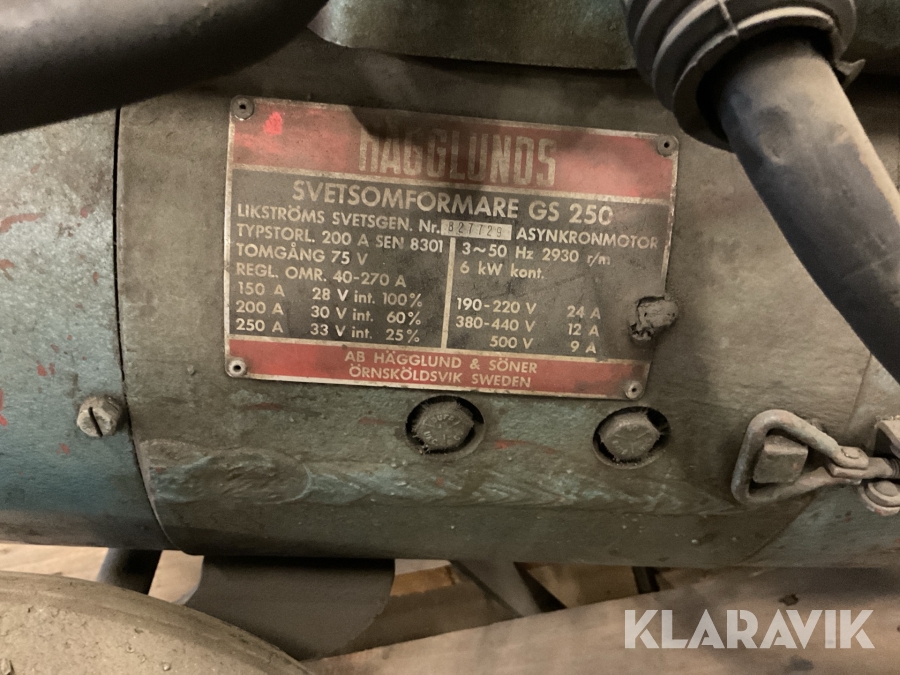 HÄGGLUNDS
SVETSOMFORMARE GS 250
LIKSTRÖMS SVETSGEN. Nr. 827729 ASYNKRONMOTOR
TYPSTORL. 200 A SEN 8301
TOMGÅNG 75 V
REGL. OMR. 40-270 A
150 A 28 V int. 100%
200 A 30 V int. 60%
250 A 33 V int. 25%
3~50 Hz 2930 r/m
6 kW kont.
190-220 V 24 A
380-440 V 12 A
500 V 9 A
AB HÄGGLUND & SÖNER
ÖRNSKÖLDSVIK SWEDEN
KLARAVIK